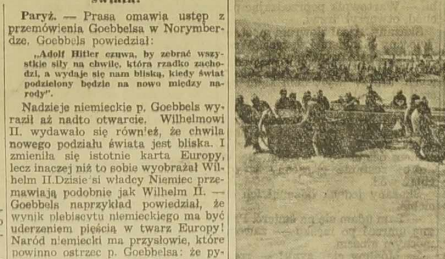 Paryż. — Prasa omawia ustęp z
przemówienia Goebbelsa w Norymber-
dze. Goebbels powiedział:
„Adolf Hitler czuwa, by zebrać wszy-
stkie siły na chwilę, która rzadko zacho-
dzi, a wydaje się nam bliską, kiedy świat
podzielony będzie na nowo między na-
rody".
Nadzieje niemieckie p. Goebbels wy-
raził aż nadto otwarcie. Wilhelmowi
II. wydawało się również, że chwila
nowego podziału świata jest bliska. I
zmieniła się istotnie karta Europy,
lecz inaczej niż to sobie wyobrażał Wil-
helm II. Dzisiejsi władcy Niemiec prze-
mawiają podobnie jak Wilhelm II. —
Goebbels naprzykład powiedział, że
wynik plebiscytu niemieckiego ma być
uderzeniem pięścią w twarz Europy!
Naród niemiecki ma przysłowie, które
powinno ostrzec p. Goebbelsa: że py-